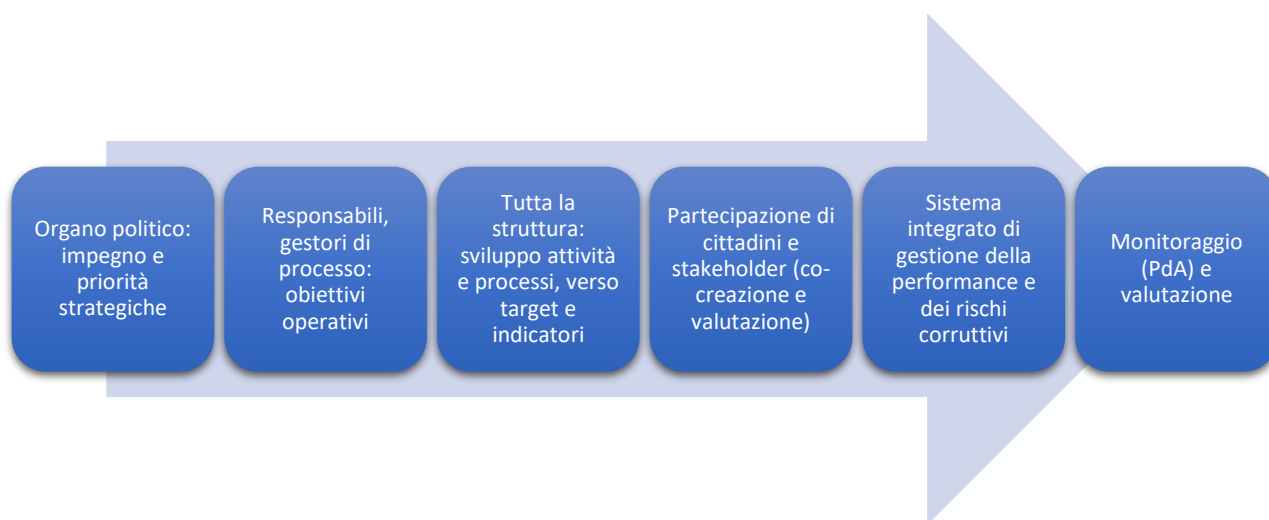 Organo politico:
impegno e
priorità
strategiche
Responsabili,
gestori di
processo:
obiettivi
operativi
Tutta la
struttura:
sviluppo attività
e processi, verso
target e
indicatori
Partecipazione di
cittadini e
stakeholder (co-
creazione e
valutazione)
Sistema
integrato di
gestione della
performance e
dei rischi
corruttivi
Monitoraggio
(PdA) e
valutazione